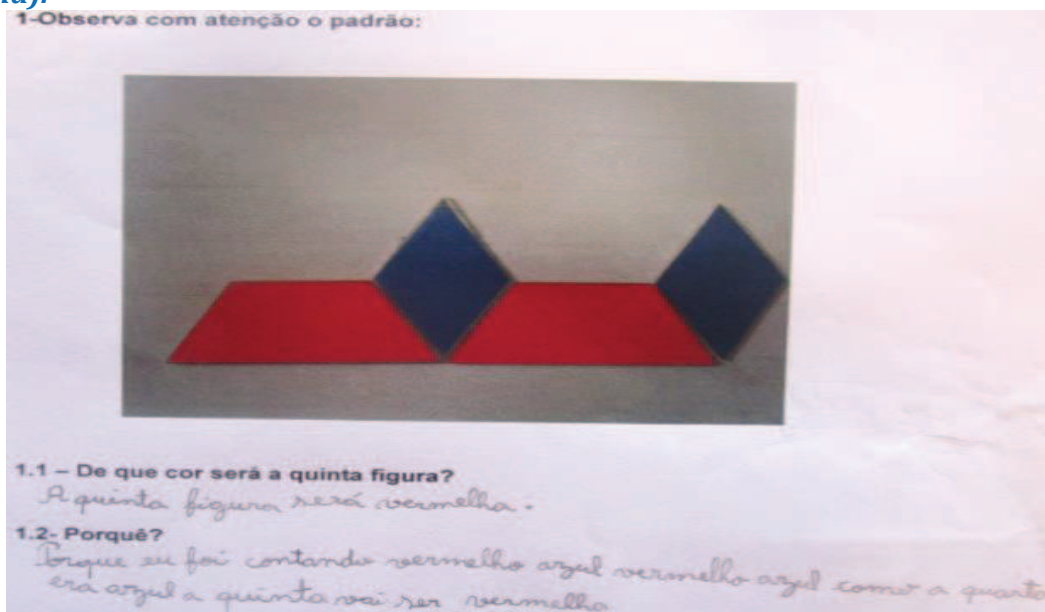 1-Observa com atenção o padrão:
1.1 – De que cor será a quinta figura?
A quinta figura será vermelha.
1.2- Porquê?
Porque eu foi contando vermelho azul vermelho azul como a quarta
era azul a quinta vai ser vermelha